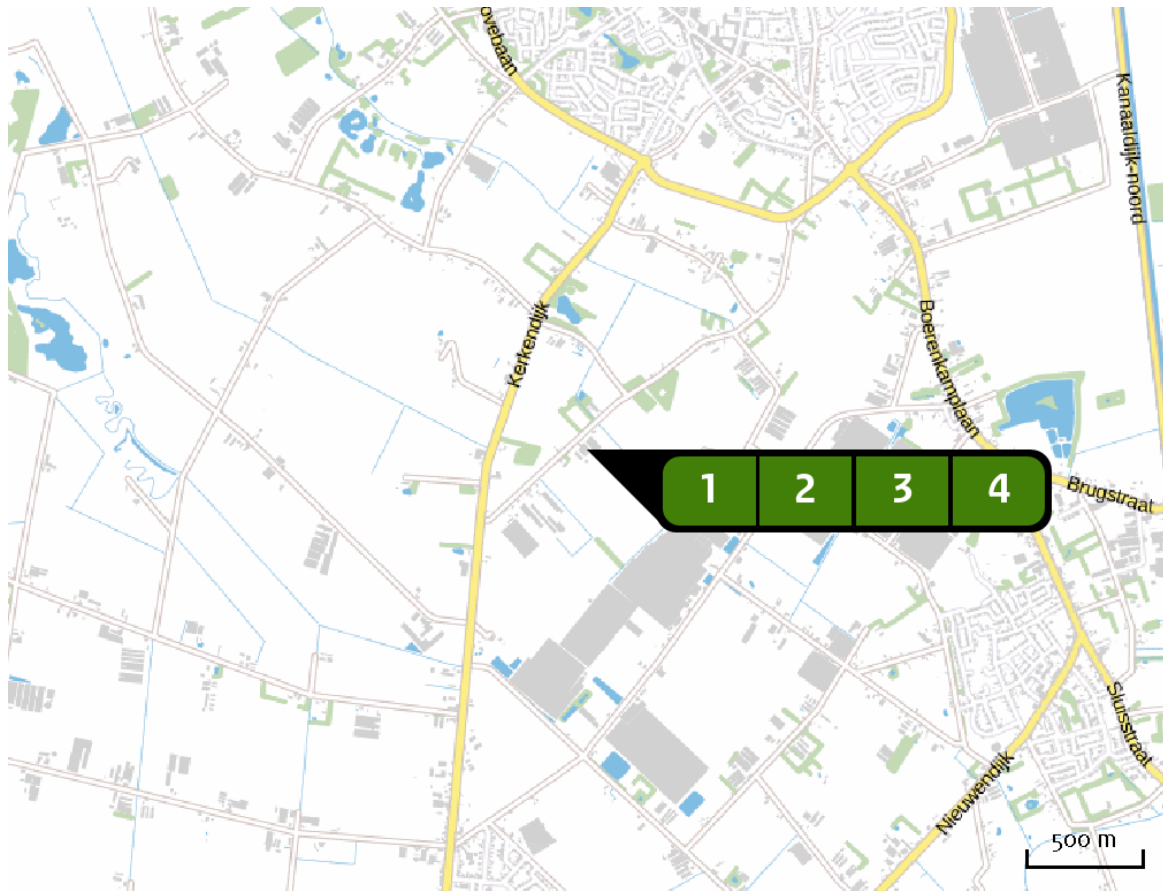 ovebaan
Kanaaldijk-noord
Kerkendijk
Boerenkamplaan
1 2 3 4
Brugstraat
Sluisstraat
Nieuwendijk
500 m